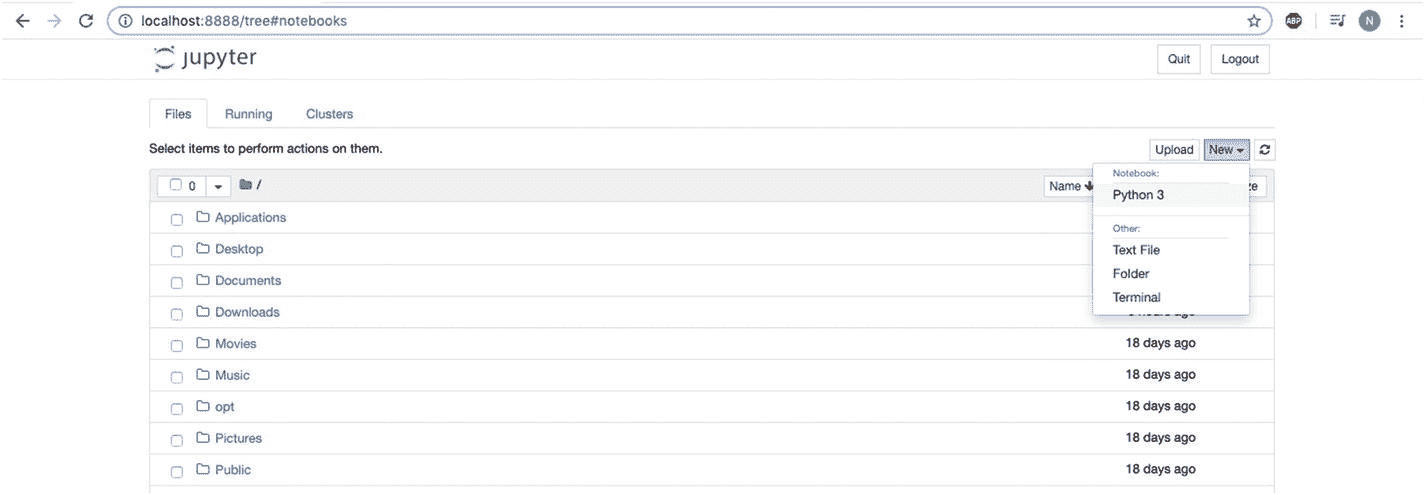 localhost:8888/tree#notebooks
ABP
N
jupyter
Quit Logout
Files Running Clusters
Select items to perform actions on them.
Upload New
0 / Name
Notebook:
Python 3
Other:
Text File
Folder
Terminal
Applications
Desktop
Documents
Downloads
Movies 18 days ago
Music 18 days ago
opt 18 days ago
Pictures 18 days ago
Public 18 days ago